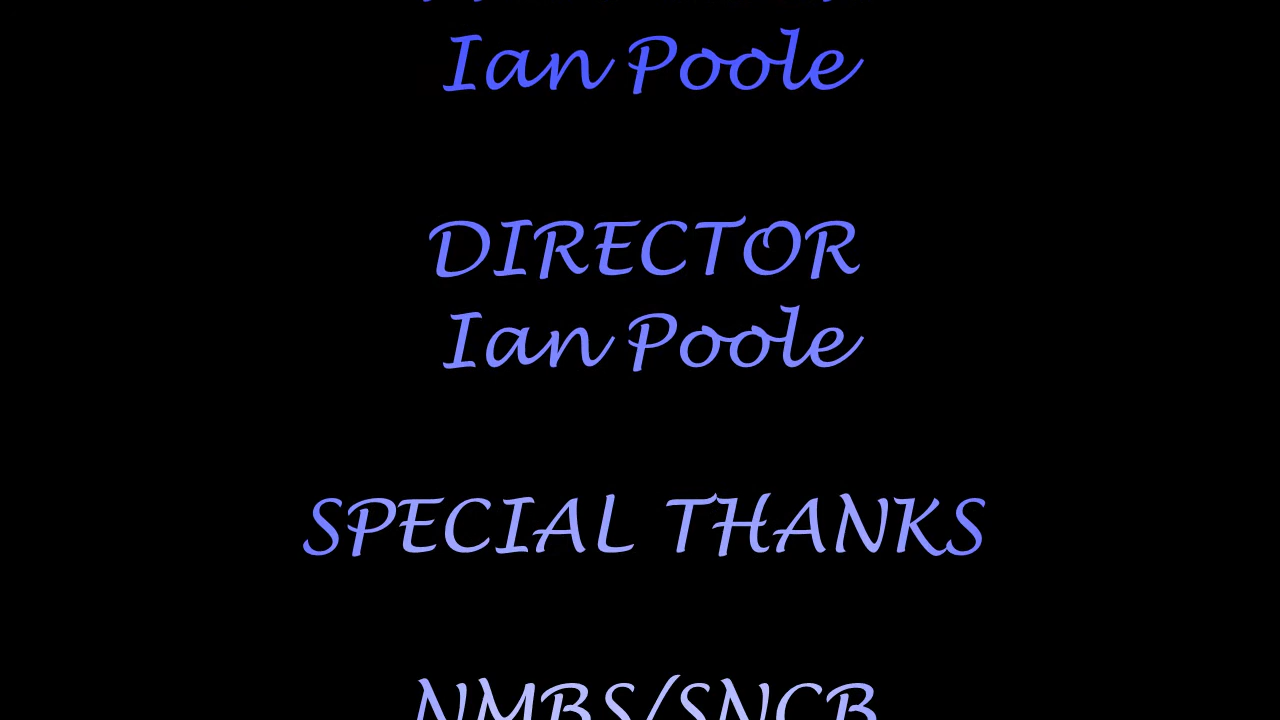 Ian Poole
DIRECTOR
Ian Poole
SPECIAL THANKS
NMBS/SNCB